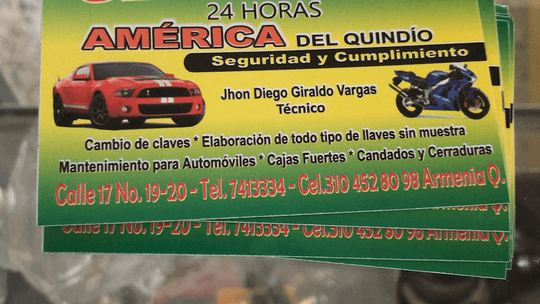 24 HORAS
AMÉRICA DEL QUINDÍO
Seguridad y Cumplimiento
Jhon Diego Giraldo Vargas
Técnico
Cambio de claves * Elaboración de todo tipo de llaves sin muestra
Mantenimiento para Automóviles * Cajas Fuertes * Candados y Cerraduras
Calle 17 No. 19-20 - Tel. 7413334 - Cel.310 452 80 98 Armenia Q.
Armenia Q.
Calle 17 No. 19-20 - Tel. 7413334 - Cel.310 452 80 98 Armenia Q.